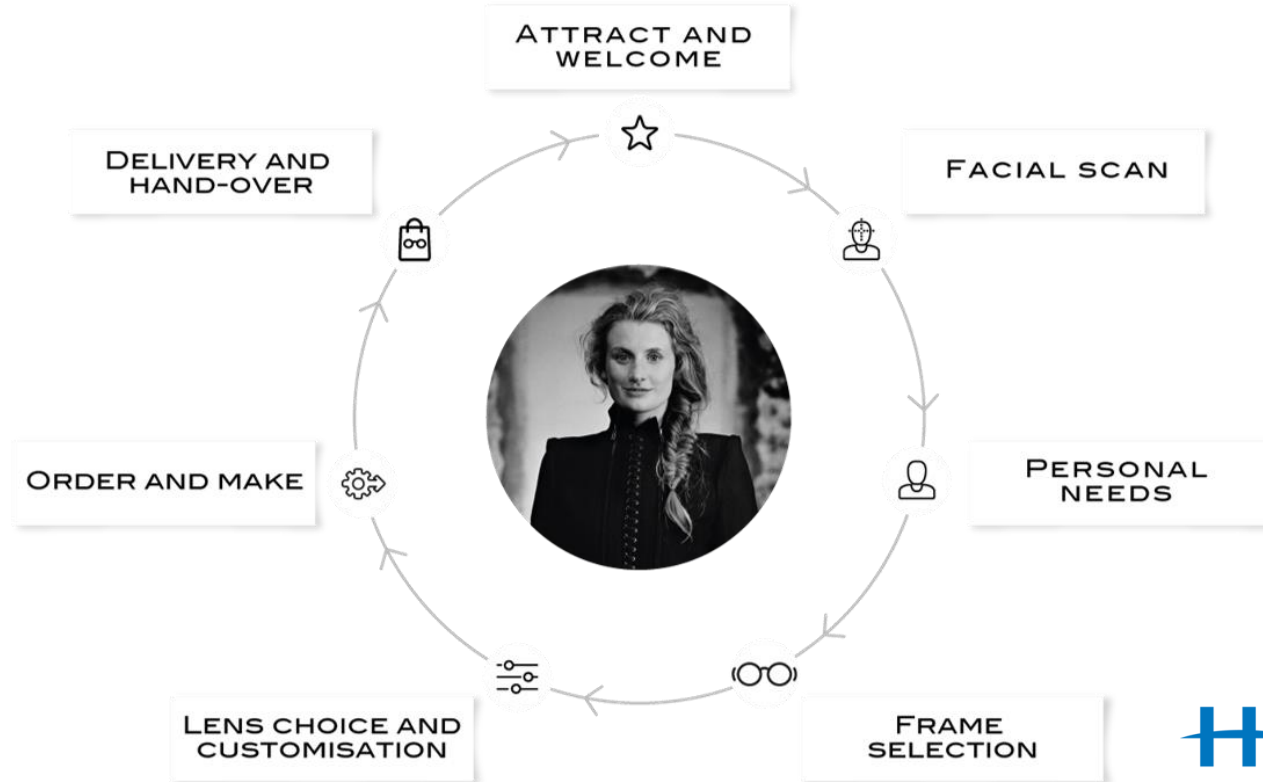 ATTRACT AND
WELCOME
FACIAL SCAN
PERSONAL
NEEDS
FRAME
SELECTION
LENS CHOICE AND
CUSTOMISATION
ORDER AND MAKE
DELIVERY AND
HAND-OVER
H